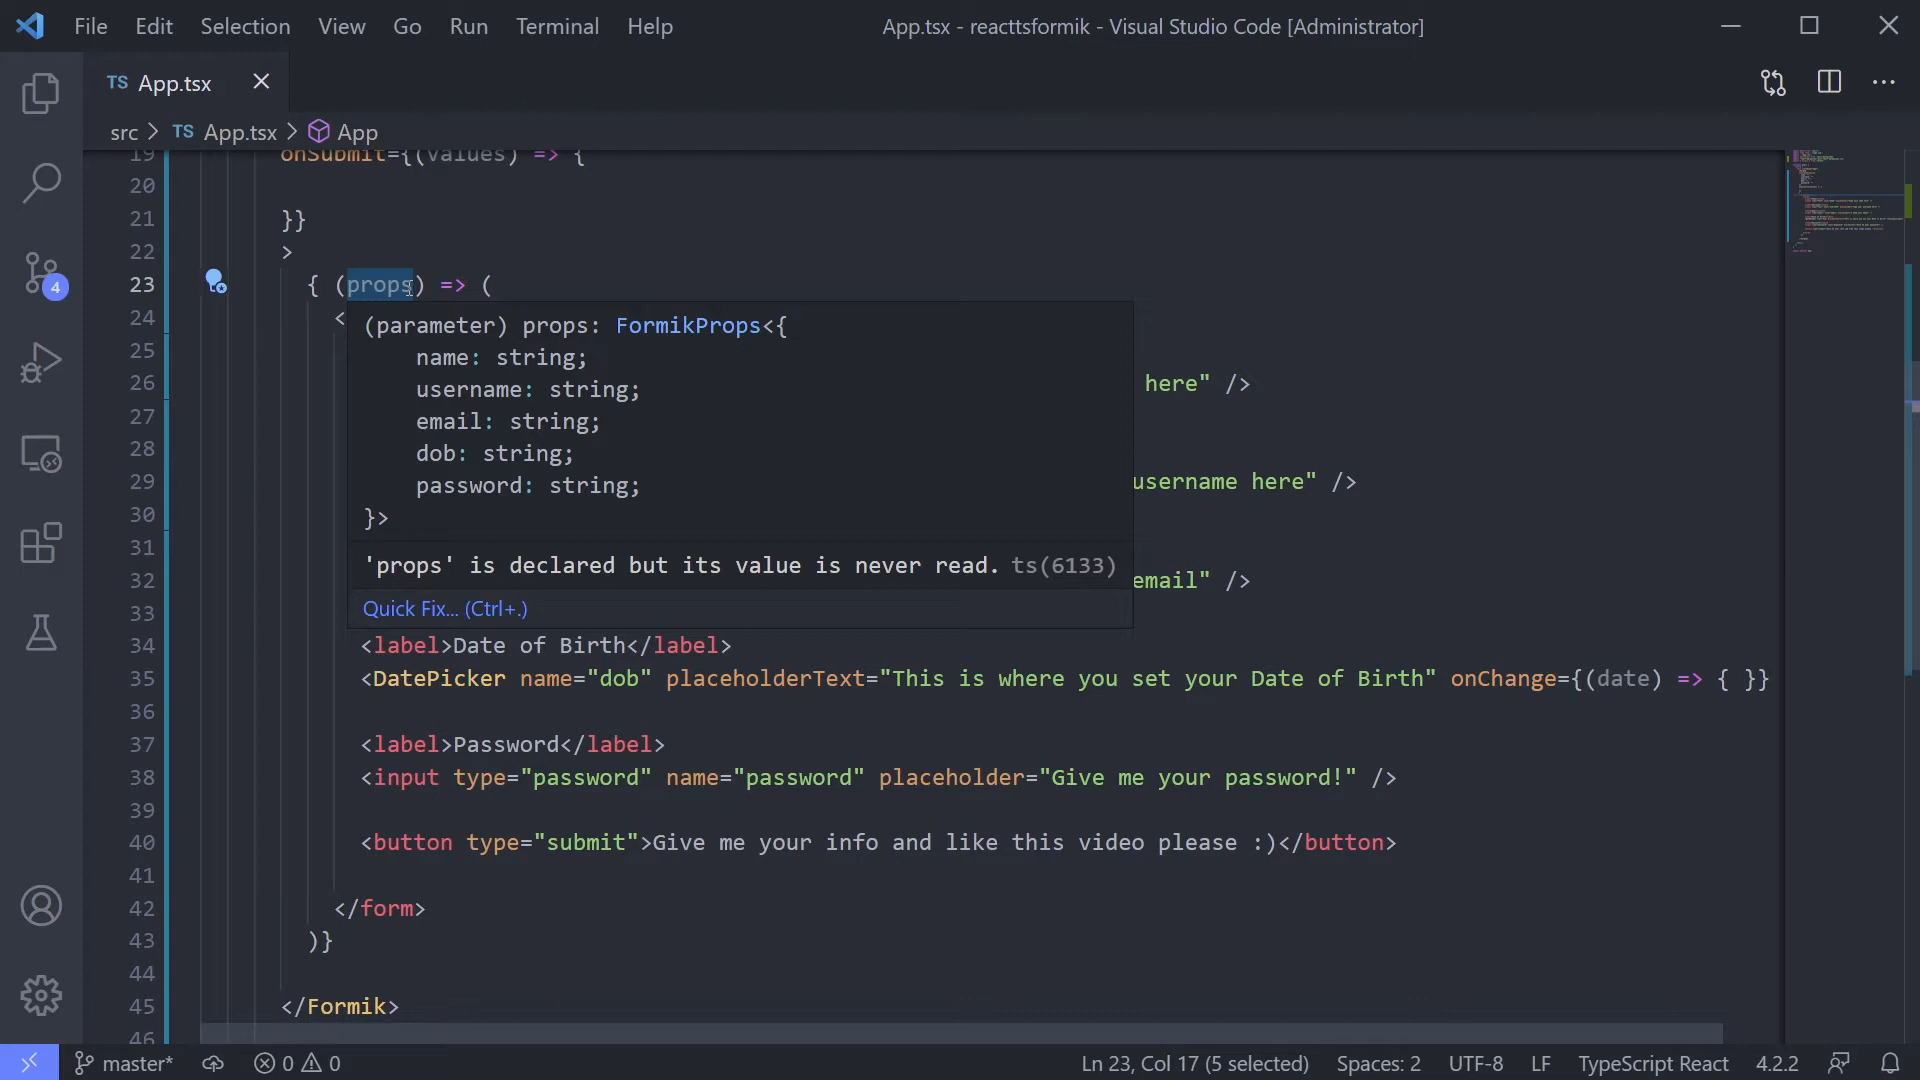 File Edit Selection View Go Run Terminal Help App.tsx - reacttsformik - Visual Studio Code [Administrator]
TS App.tsx
src > TS App.tsx > App
19 onSubmit={(values) => {
20
21 }}
22 >
23 { (props) => (
24 <
(parameter) props: FormikProps<{
25
name: string;
26 here" />
username: string;
27
email: string;
28
dob: string;
29 username here" />
password: string;
30
}>
31
'props' is declared but its value is never read. ts(6133)
32 email" />
Quick Fix... (Ctrl+.)
33
34 <label>Date of Birth</label>
35 <DatePicker name="dob" placeholderText="This is where you set your Date of Birth" onChange={(date) => { }}
36
37 <label>Password</label>
38 <input type="password" name="password" placeholder="Give me your password!" />
39
40 <button type="submit">Give me your info and like this video please :)</button>
41
42 </form>
43 )}
44
45 </Formik>
46
4
master* 0 0 Ln 23, Col 17 (5 selected) Spaces: 2 UTF-8 LF TypeScript React 4.2.2